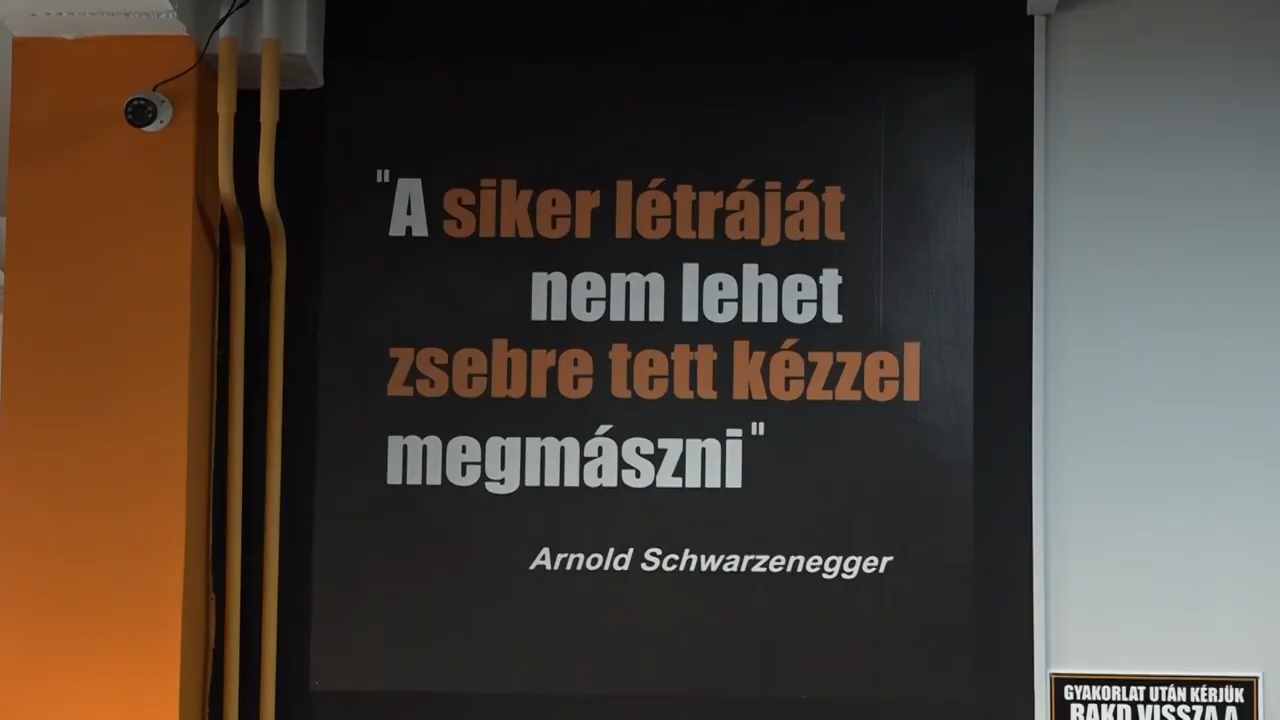 "A siker létráját
nem lehet
zsebre tett kézzel
megmászni"
Arnold Schwarzenegger
GYAKORLAT UTÁN KÉRJÜK
RAKD VISSZA A